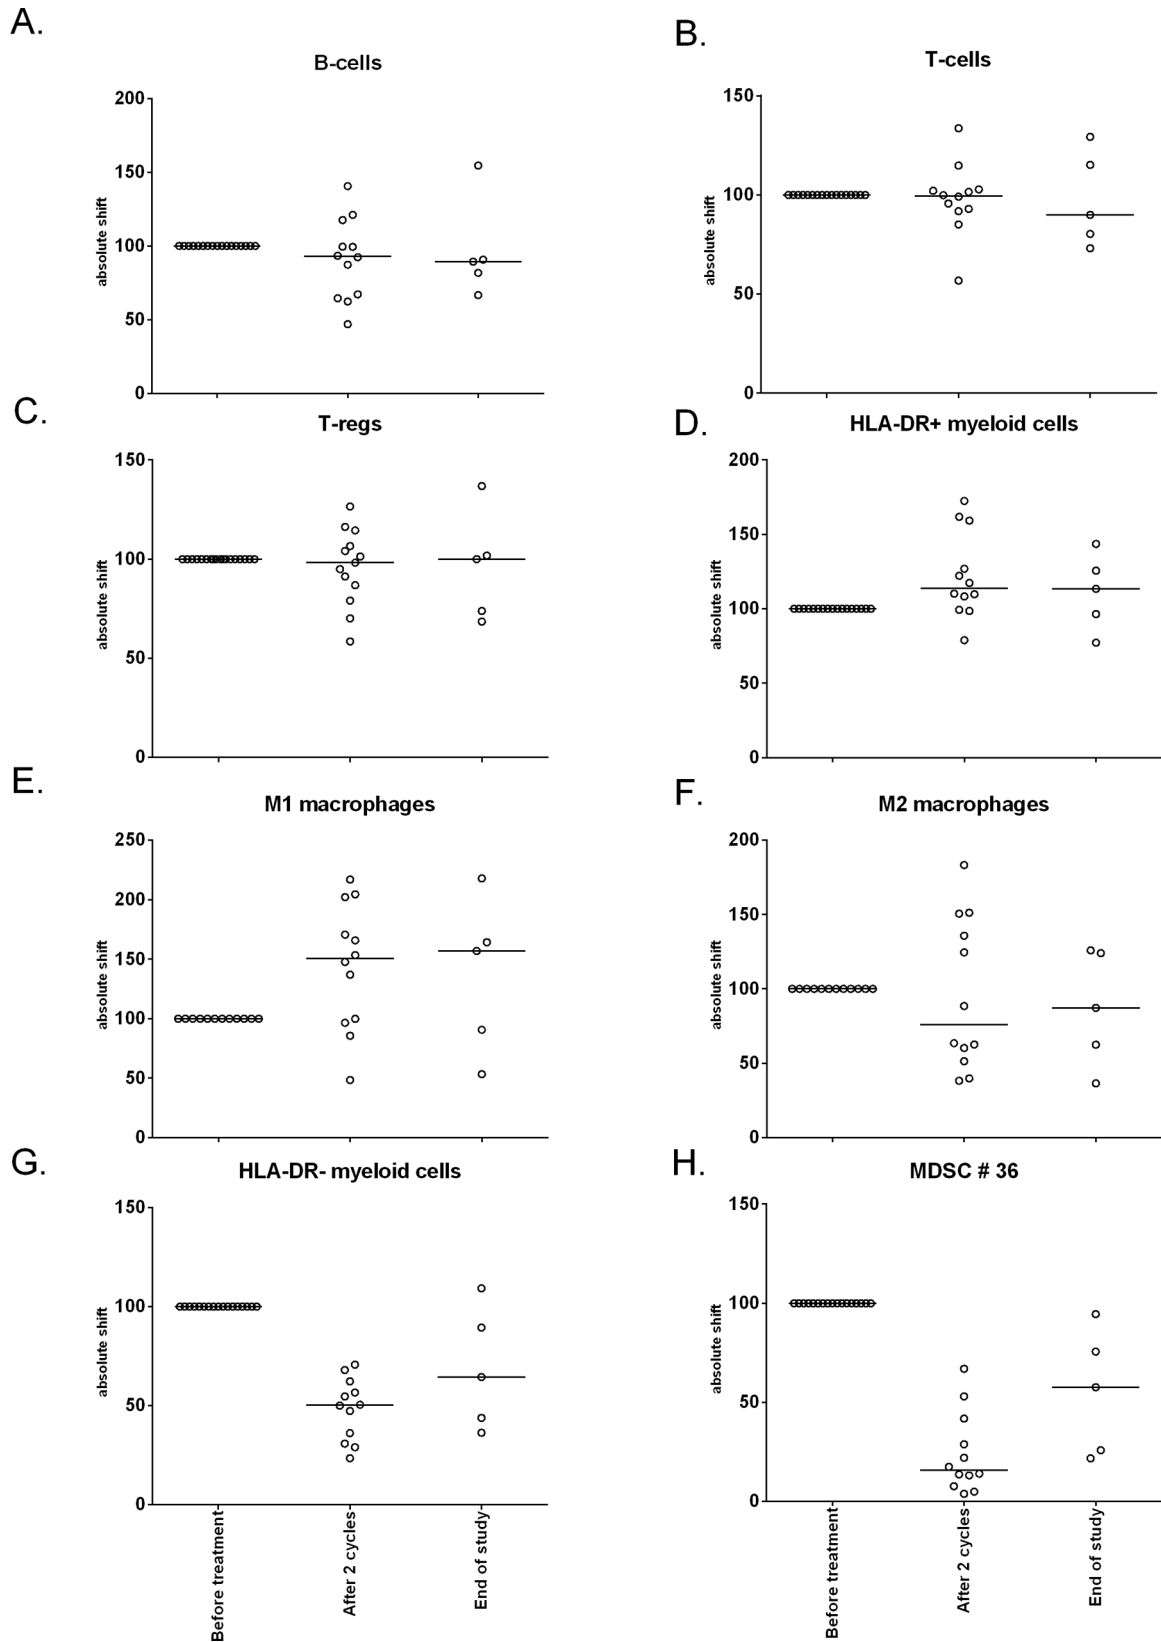 A.
B-cells
200
150
100
50
0
absolute shift
B.
T-cells
150
100
50
0
absolute shift
C.
T-regs
150
100
50
0
absolute shift
D.
HLA-DR+ myeloid cells
200
150
100
50
0
absolute shift
E.
M1 macrophages
250
200
150
100
50
0
absolute shift
F.
M2 macrophages
200
150
100
50
0
absolute shift
G.
HLA-DR- myeloid cells
150
100
50
0
absolute shift
Before treatment
After 2 cycles
End of study
H.
MDSC # 36
150
100
50
0
absolute shift
Before treatment
After 2 cycles
End of study